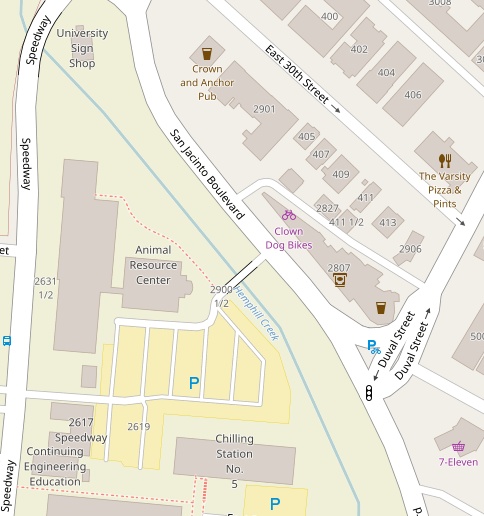 400
3008
402
404
406
Speedway
University
Sign
Shop
Crown
and Anchor
Pub
East 30th Street →
2901
405
407
409
411
411 1/2
413
2827
2906
The Varsity
Pizza &
Pints
Speedway
San Jacinto Boulevard
Clown
Dog Bikes
2807
Animal
Resource
Center
2631
1/2
2900
1/2
Hemphill Creek
P
P
Duval Street
Duval Street →
2617
Speedway
Continuing
Engineering
Education
2619
Chilling
Station
No.
5
P
7-Eleven
Speedway